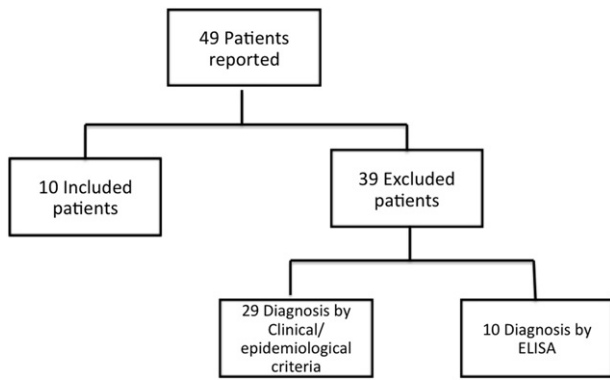 49 Patients
reported
10 Included
patients
39 Excluded
patients
29 Diagnosis by
Clinical/
epidemiological
criteria
10 Diagnosis by
ELISA